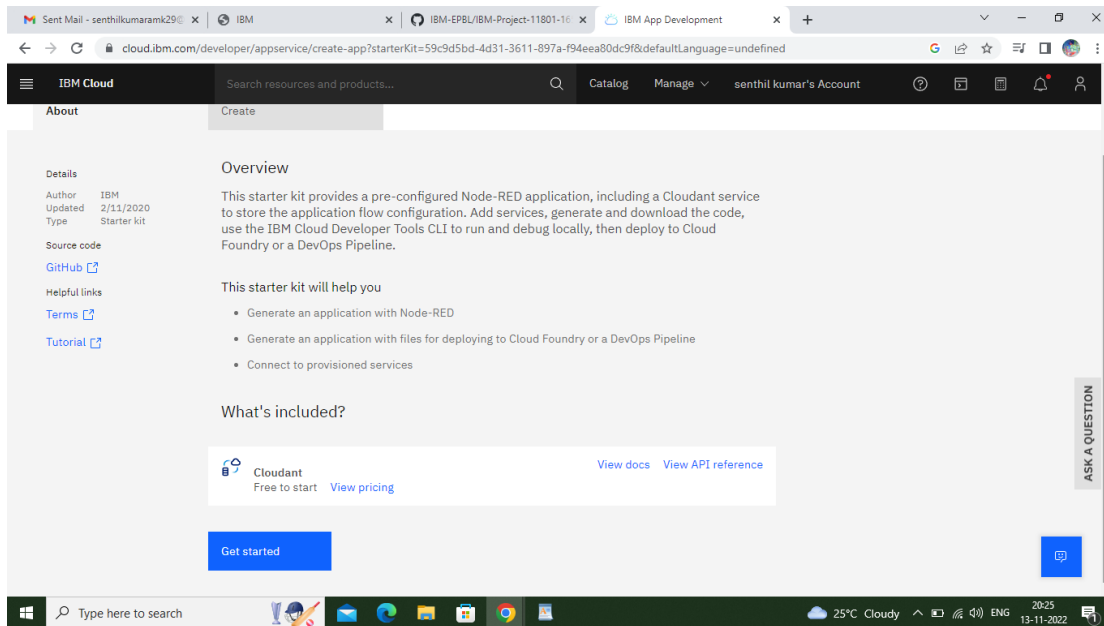 Sent Mail - senthilkumaramk29@
IBM
IBM-EPBL/IBM-Project-11801-16
IBM App Development
cloud.ibm.com/developer/appservice/create-app?starterKit=59c9d5bd-4d31-3611-897a-f94eea80dc9f&defaultLanguage=undefined
IBM Cloud
Search resources and products...
Catalog
Manage
senthil kumar's Account
About
Create
Details
Author IBM
Updated 2/11/2020
Type Starter kit
Source code
GitHub
Helpful links
Terms
Tutorial
Overview
This starter kit provides a pre-configured Node-RED application, including a Cloudant service
to store the application flow configuration. Add services, generate and download the code,
use the IBM Cloud Developer Tools CLI to run and debug locally, then deploy to Cloud
Foundry or a DevOps Pipeline.
This starter kit will help you
• Generate an application with Node-RED
• Generate an application with files for deploying to Cloud Foundry or a DevOps Pipeline
• Connect to provisioned services
What's included?
Cloudant
Free to start View pricing
View docs View API reference
Get started
ASK A QUESTION
Type here to search
25°C Cloudy
ENG
20:25
13-11-2022
1